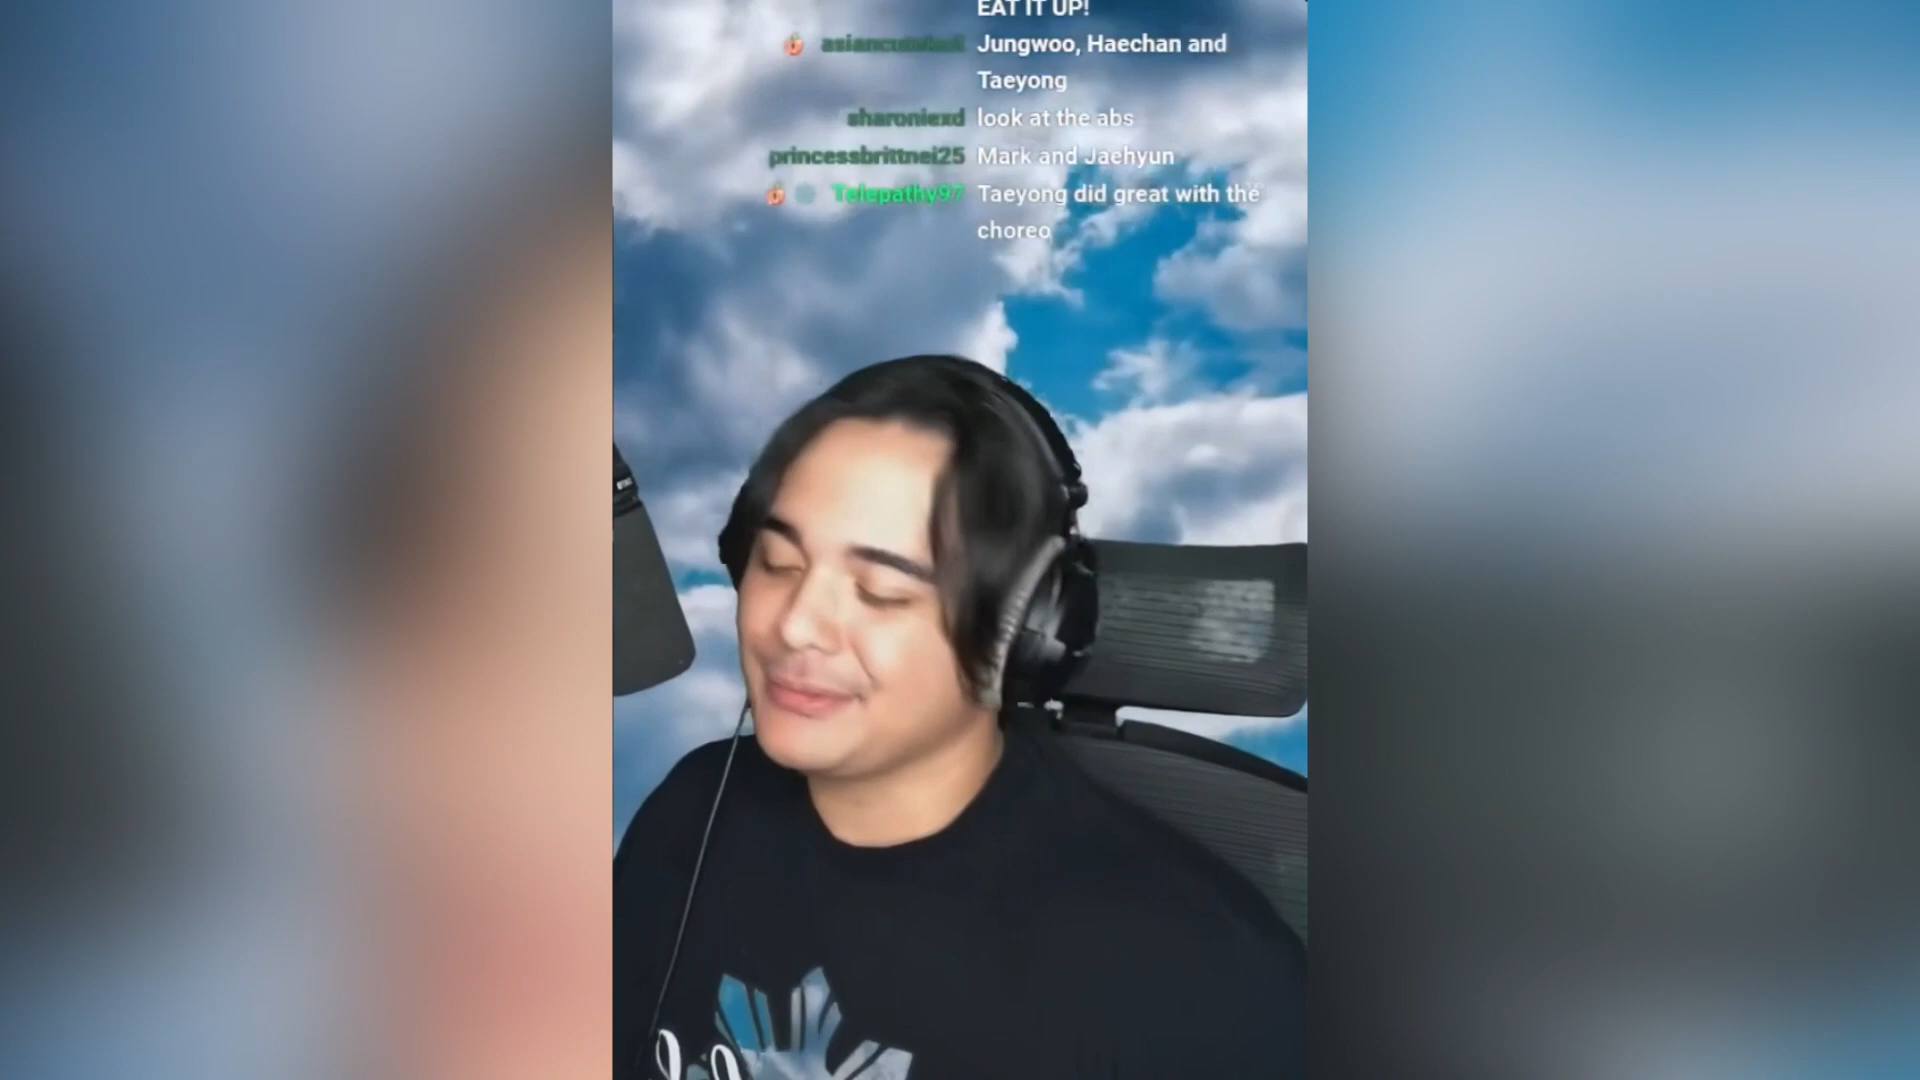 EAT IT UP!
Jungwoo, Haechan and
Taeyong
sharoniexd look at the abs
princessbrittnei25 Mark and Jaehyun
Telepathy97 Taeyong did great with the
choreo